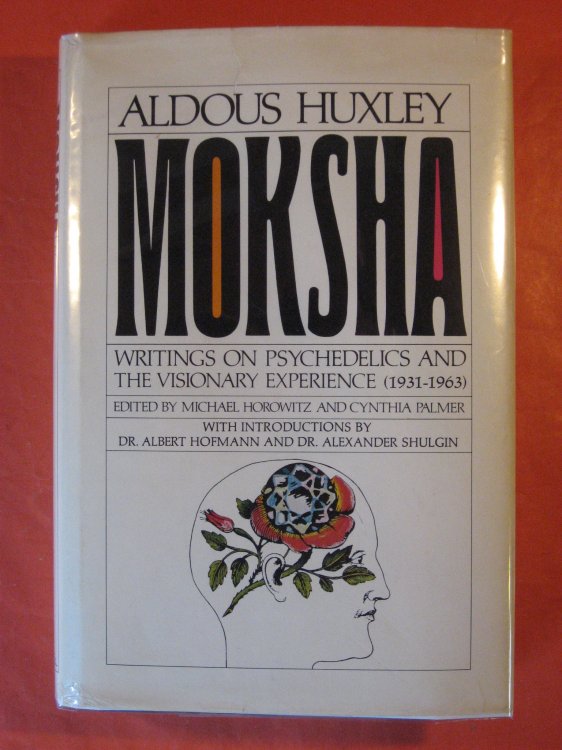 ALDOUS HUXLEY
MOKSHA
WRITINGS ON PSYCHEDELICS AND
THE VISIONARY EXPERIENCE (1931-1963)
EDITED BY MICHAEL HOROWITZ AND CYNTHIA PALMER
WITH INTRODUCTIONS BY
DR. ALBERT HOFMANN AND DR. ALEXANDER SHULGIN